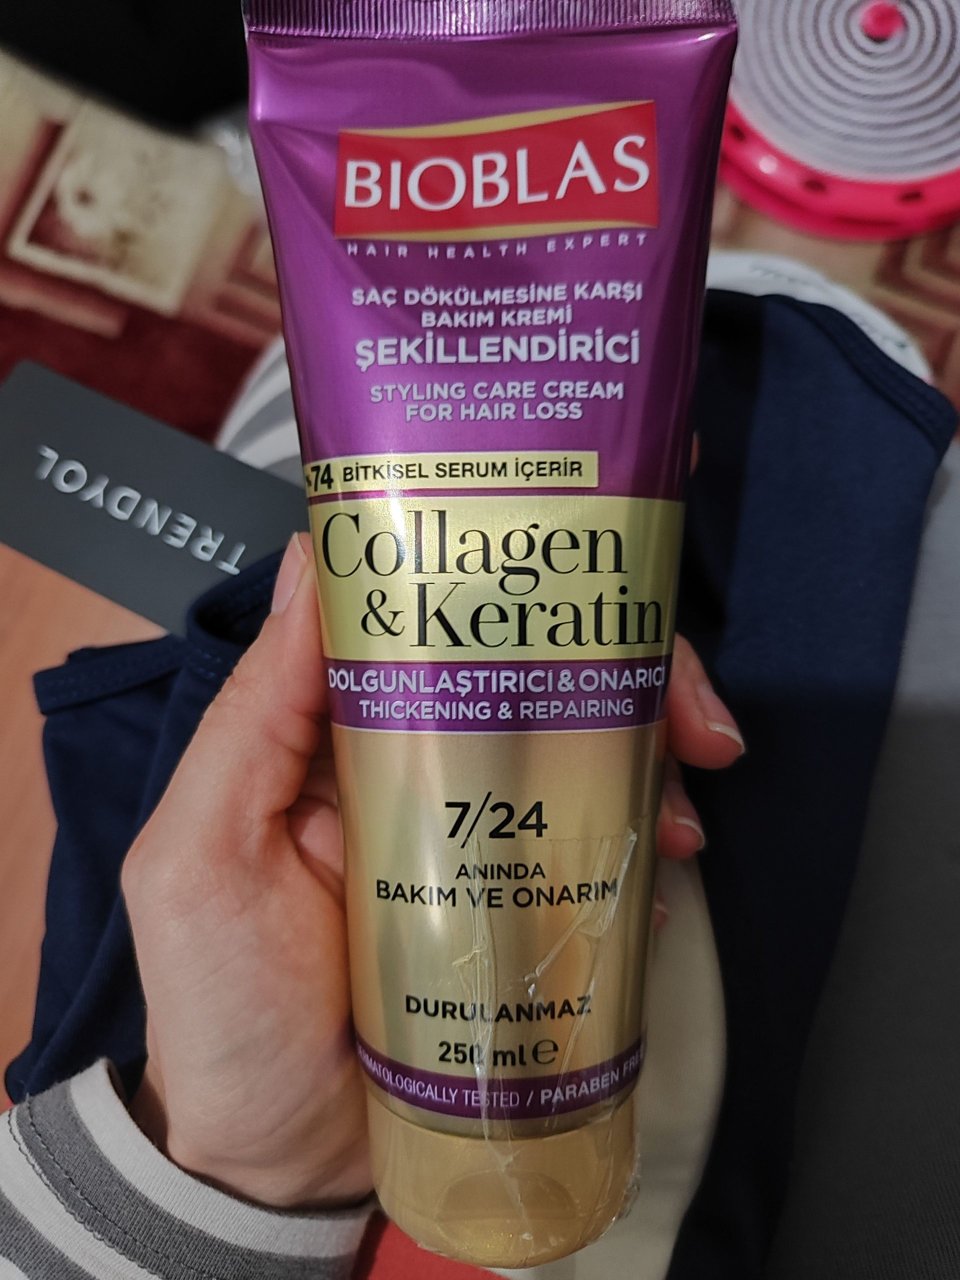 BIOBLAS
HAIR HEALTH EXPERT
SAÇ DÖKÜLMESİNE KARŞI
BAKIM KREMİ
ŞEKİLLENDİRİCİ
STYLING CARE CREAM
FOR HAIR LOSS
%74 BİTKİSEL SERUM İÇERİR
Collagen
& Keratin
DOLGUNLAŞTIRICI & ONARICI
THICKENING & REPAIRING
7/24
ANINDA
BAKIM VE ONARIM
DURULANMAZ
250 ml e
TESTED / PARABEN FREE
TRENDYOL